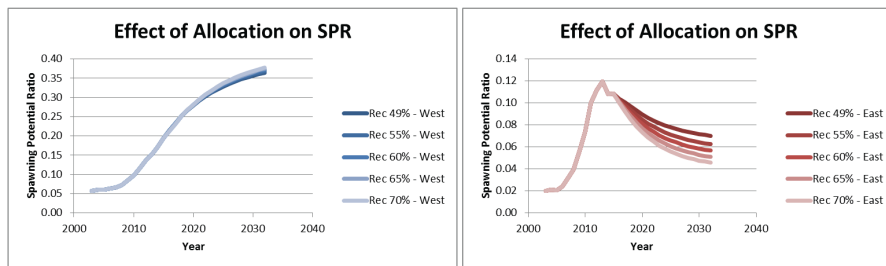 Effect of Allocation on SPR
Spawning Potential Ratio
0.40
0.35
0.30
0.25
0.20
0.15
0.10
0.05
0.00
2000
2010
2020
2030
2040
Year
Rec 49% - West
Rec 55% - West
Rec 60% - West
Rec 65% - West
Rec 70% - West
Effect of Allocation on SPR
Spawning Potential Ratio
0.14
0.12
0.10
0.08
0.06
0.04
0.02
0.00
2000
2010
2020
2030
2040
Year
Rec 49% - East
Rec 55% - East
Rec 60% - East
Rec 65% - East
Rec 70% - East